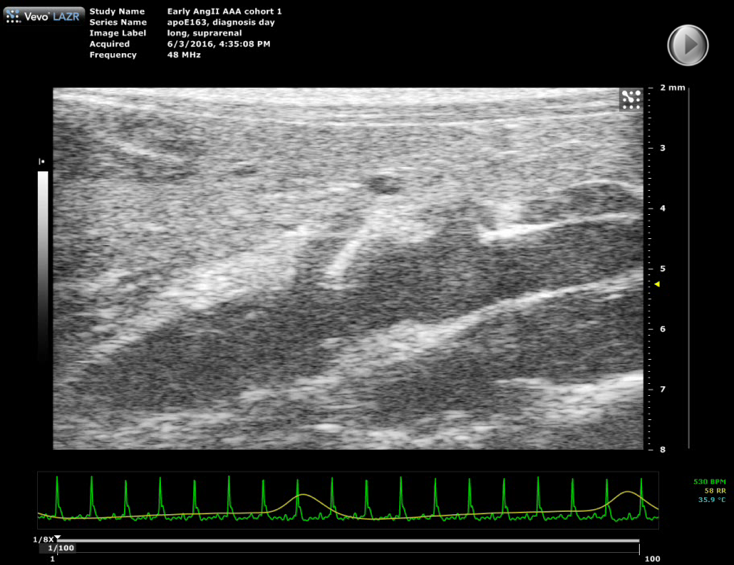 Vevo LAZR
Study Name Early AngII AAA cohort 1
Series Name apoE163, diagnosis day
Image Label long, suprarenal
Acquired 6/3/2016, 4:35:08 PM
Frequency 48 MHz
2 mm
3
4
5
6
7
8
530 BPM
58 RR
35.9 °C
1/8X
1/100
1
100